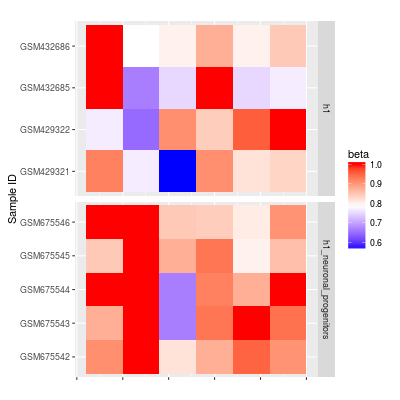 GSM432686
GSM432685
GSM429322
GSM429321
h1
GSM675546
GSM675545
GSM675544
GSM675543
GSM675542
h1_neuronal_progenitors
Sample ID
beta
1.0
0.9
0.8
0.7
0.6